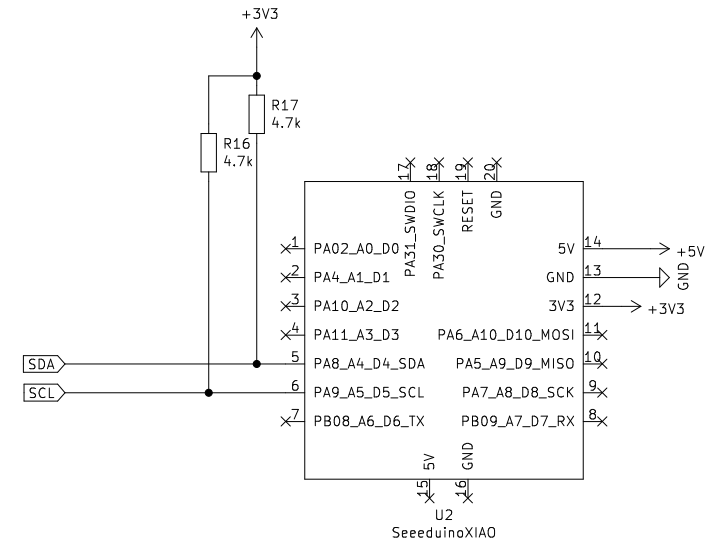 +3V3
R17
4.7k
R16
4.7k
17
18
19
20
PA31_SWDIO
PA30_SWCLK
RESET
GND
1
PA02_A0_D0
2
PA4_A1_D1
3
PA10_A2_D2
4
PA11_A3_D3
SDA
5
PA8_A4_D4_SDA
SCL
6
PA9_A5_D5_SCL
7
PB08_A6_D6_TX
5V
14
+5V
GND
13
GND
3V3
12
+3V3
PA6_A10_D10_MOSI
11
PA5_A9_D9_MISO
10
PA7_A8_D8_SCK
9
PB09_A7_D7_RX
8
5V
GND
15
16
U2
SeeeduinoXIAO